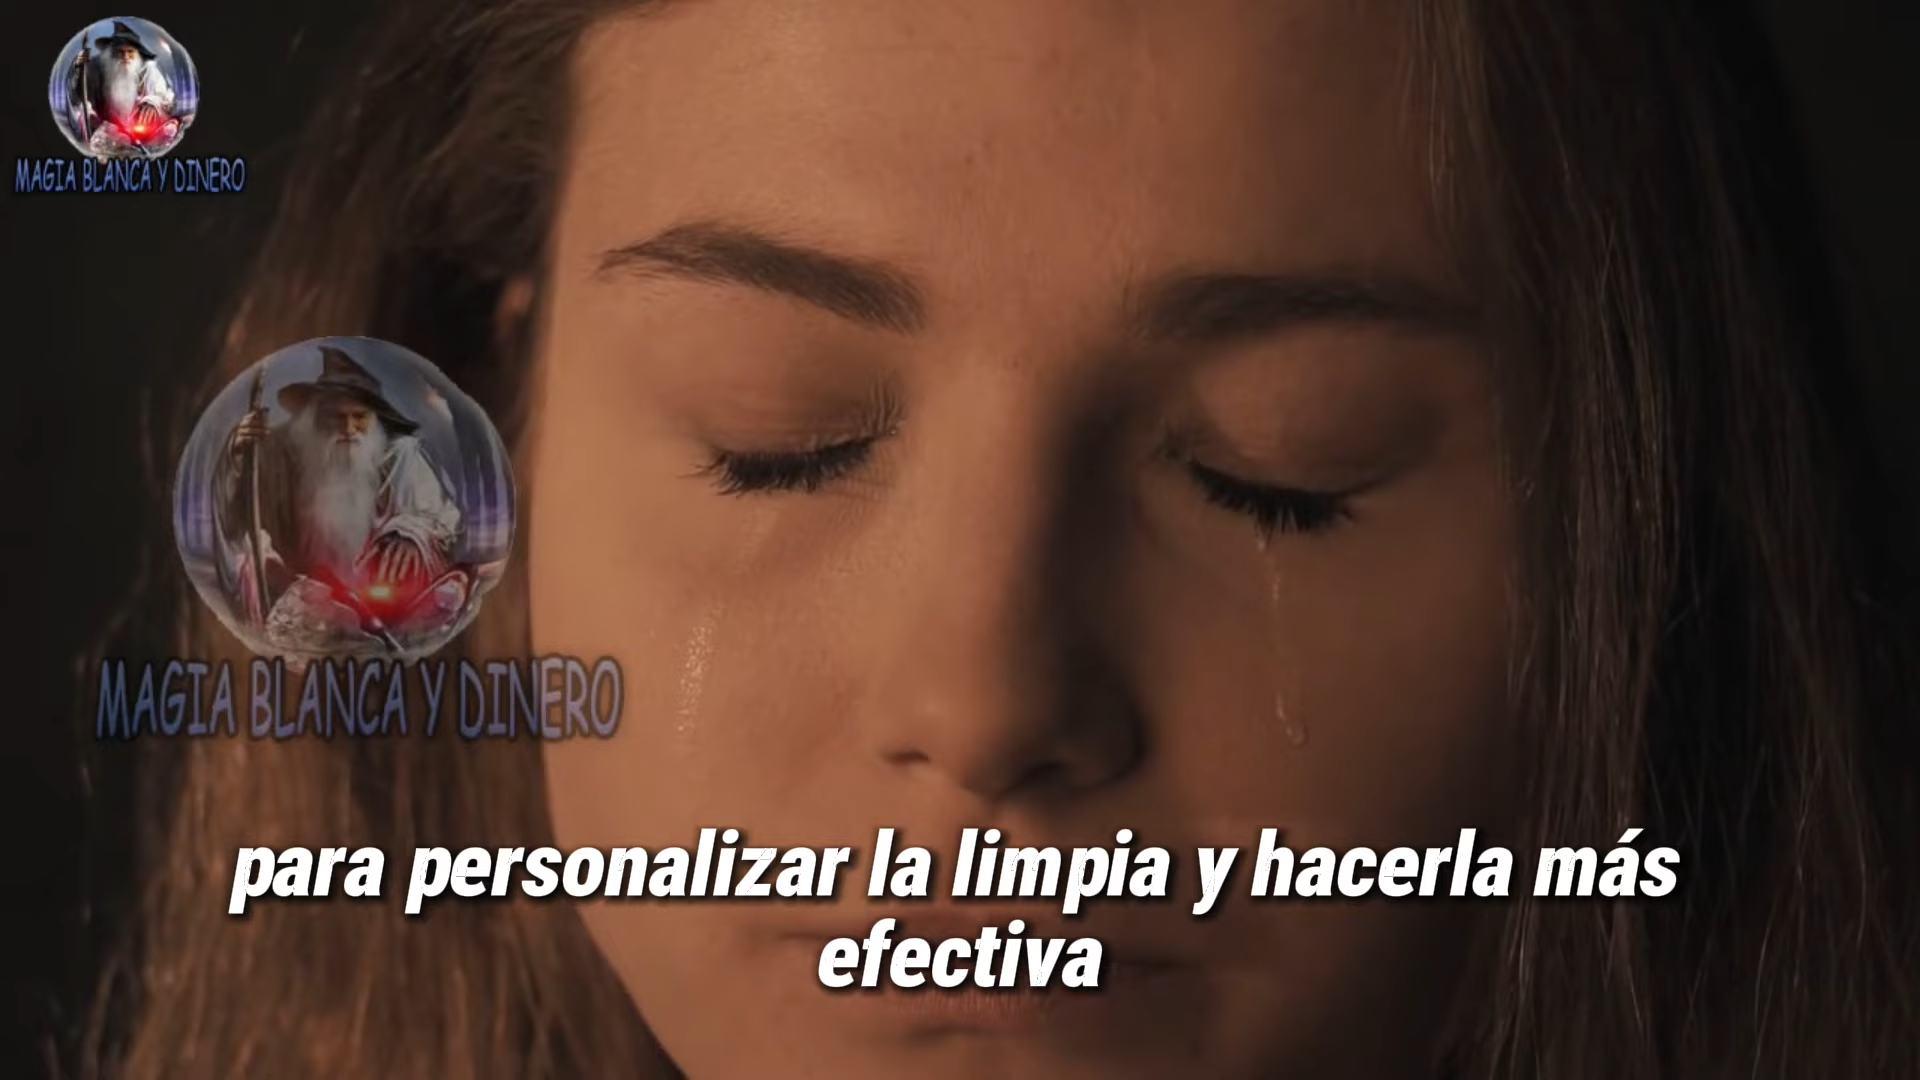 MAGIA BLANCA Y DINERO
MAGIA BLANCA Y DINERO
para personalizar la limpia y hacerla más
efectiva